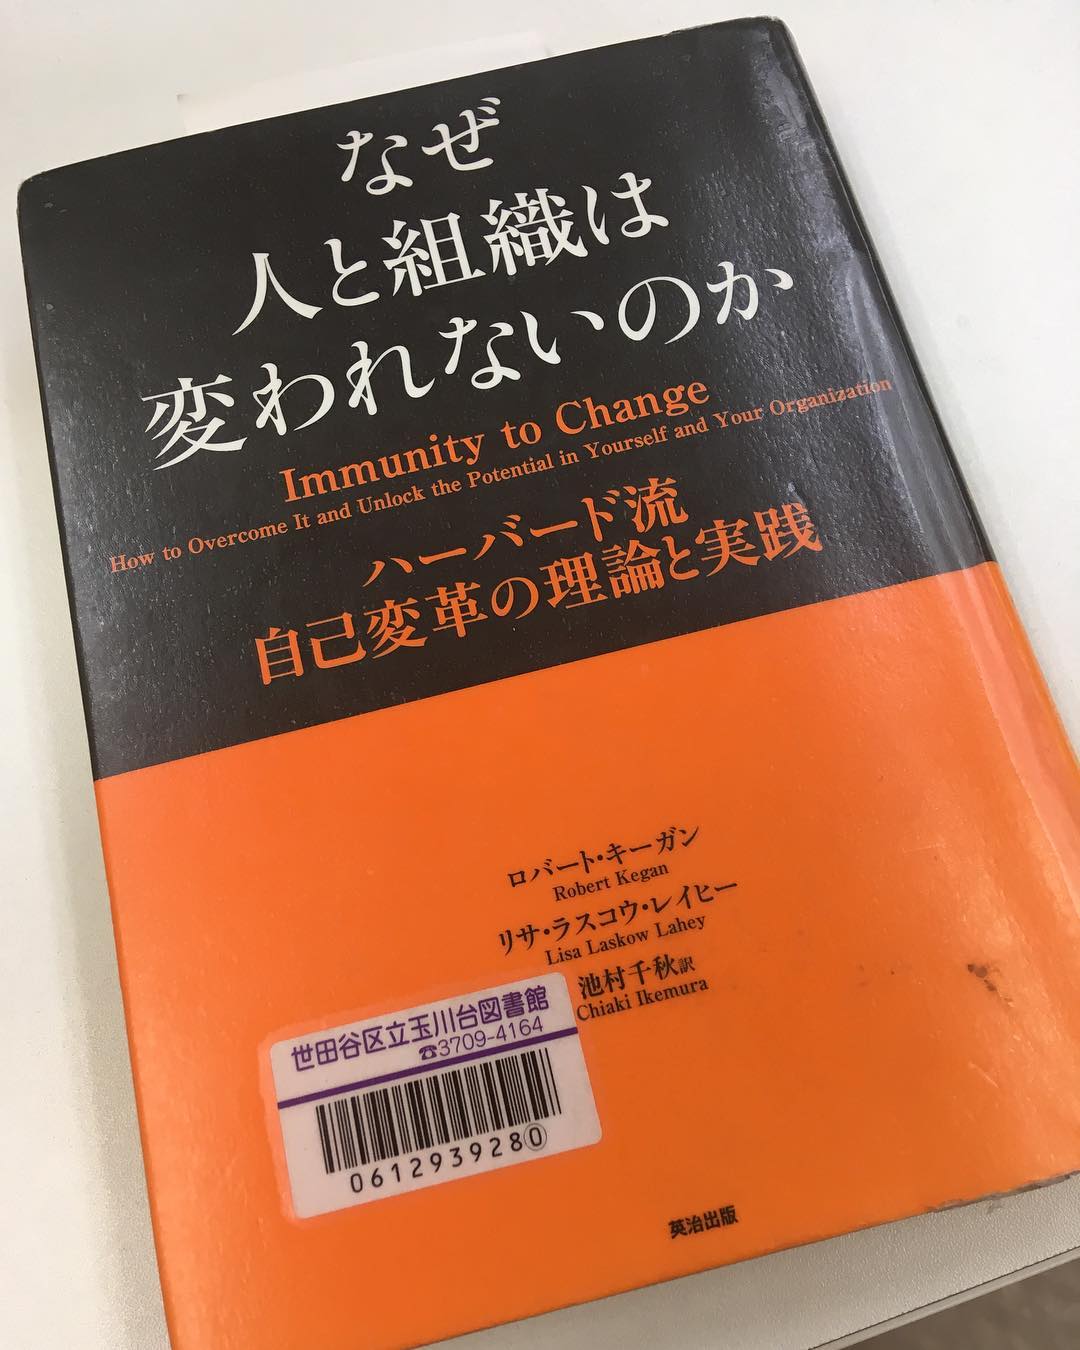 なぜ
人と組織は
変われないのか
Immunity to Change
How to Overcome It and Unlock the Potential in Yourself and Your Organization
ハーバード流
自己変革の理論と実践
ロバート・キーガン
Robert Kegan
リサ・ラスコウ・レイヒー
Lisa Laskow Lahey
池村千秋訳
Chiaki Ikemura
世田谷区立玉川台図書館
☎3709-4164
0612939280
英治出版